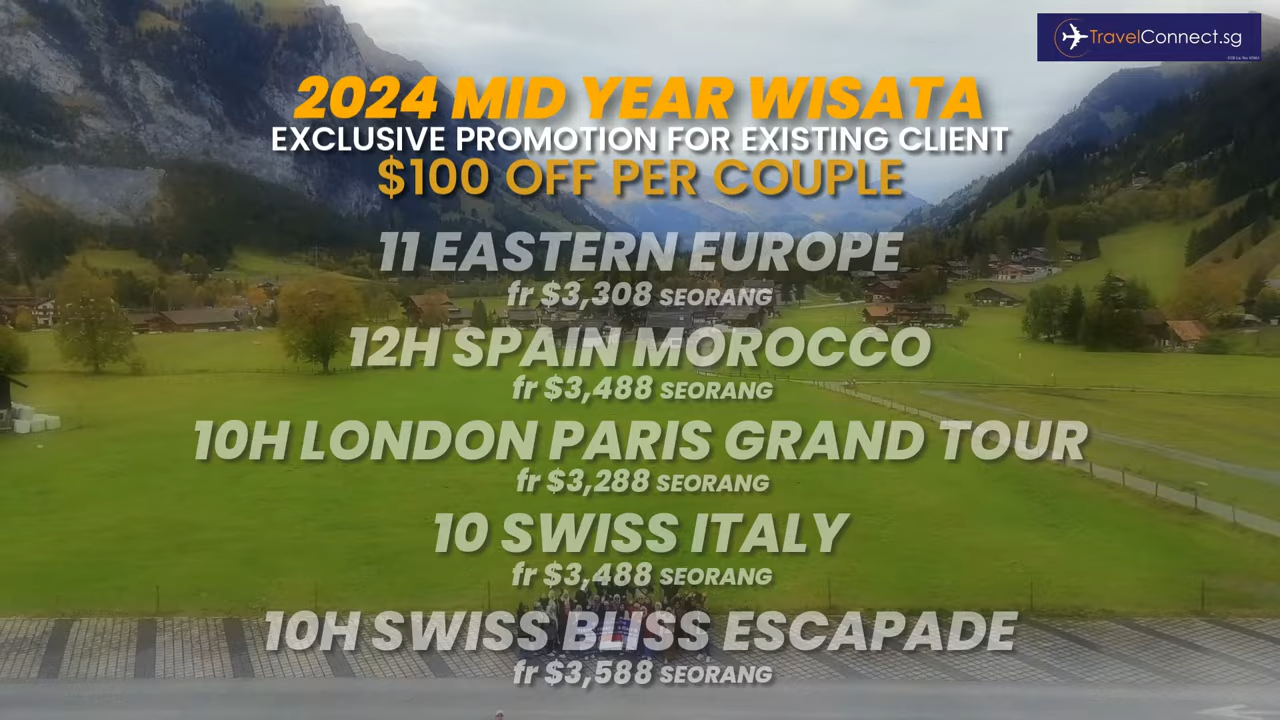 TravelConnect.sg
2024 MID YEAR WISATA
EXCLUSIVE PROMOTION FOR EXISTING CLIENT
$100 OFF PER COUPLE
11 EASTERN EUROPE
fr $3,308 SEORANG
12H SPAIN MOROCCO
fr $3,488 SEORANG
10H LONDON PARIS GRAND TOUR
fr $3,288 SEORANG
10 SWISS ITALY
fr $3,488 SEORANG
10H SWISS BLISS ESCAPADE
fr $3,588 SEORANG